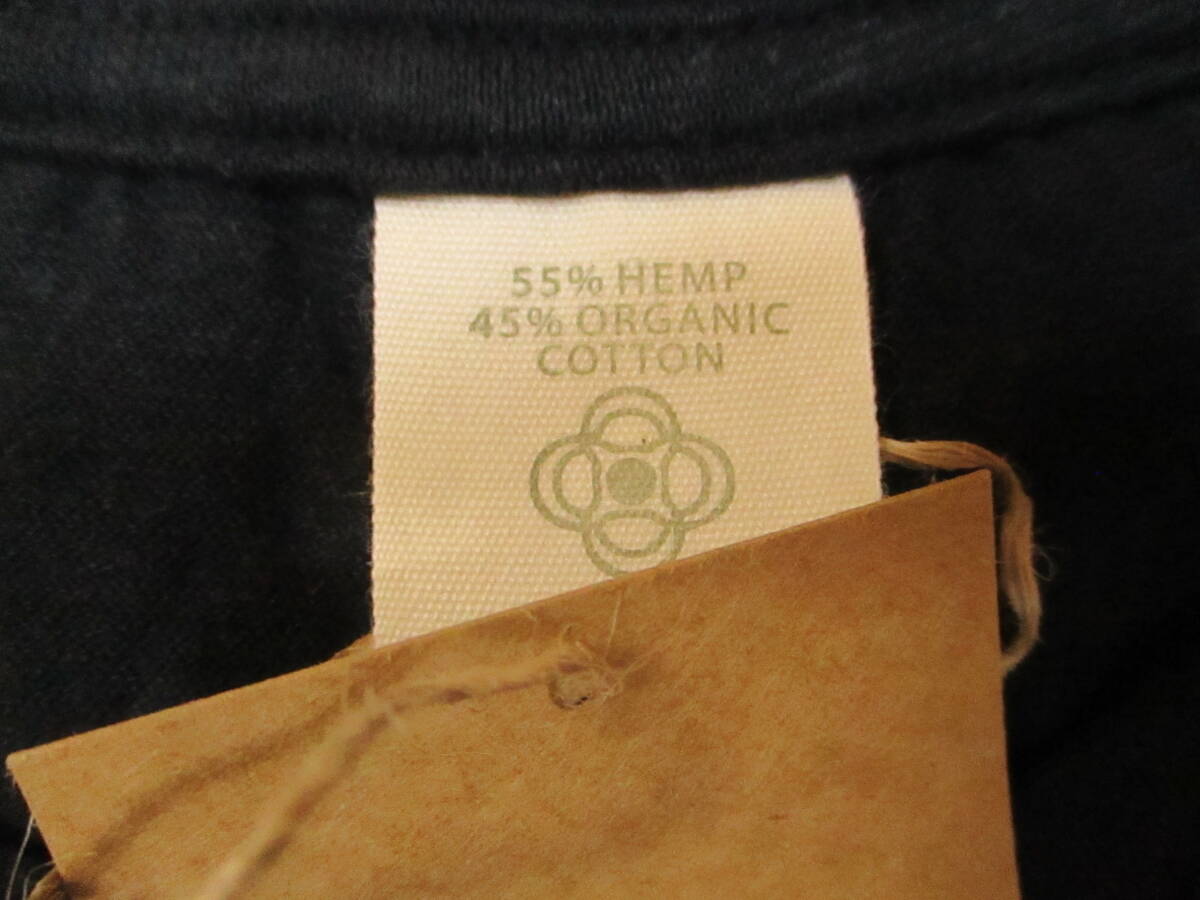 55% HEMP
45% ORGANIC
COTTON